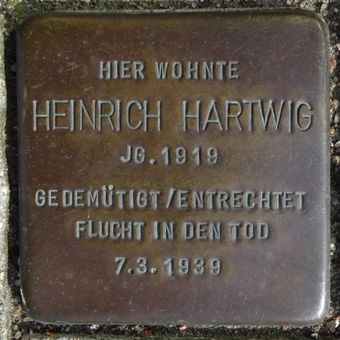 HIER WOHNTE
HEINRICH HARTWIG
JG. 1919
GEDEMÜTIGT/ENTRECHTET
FLUCHT IN DEN TOD
7.3.1939